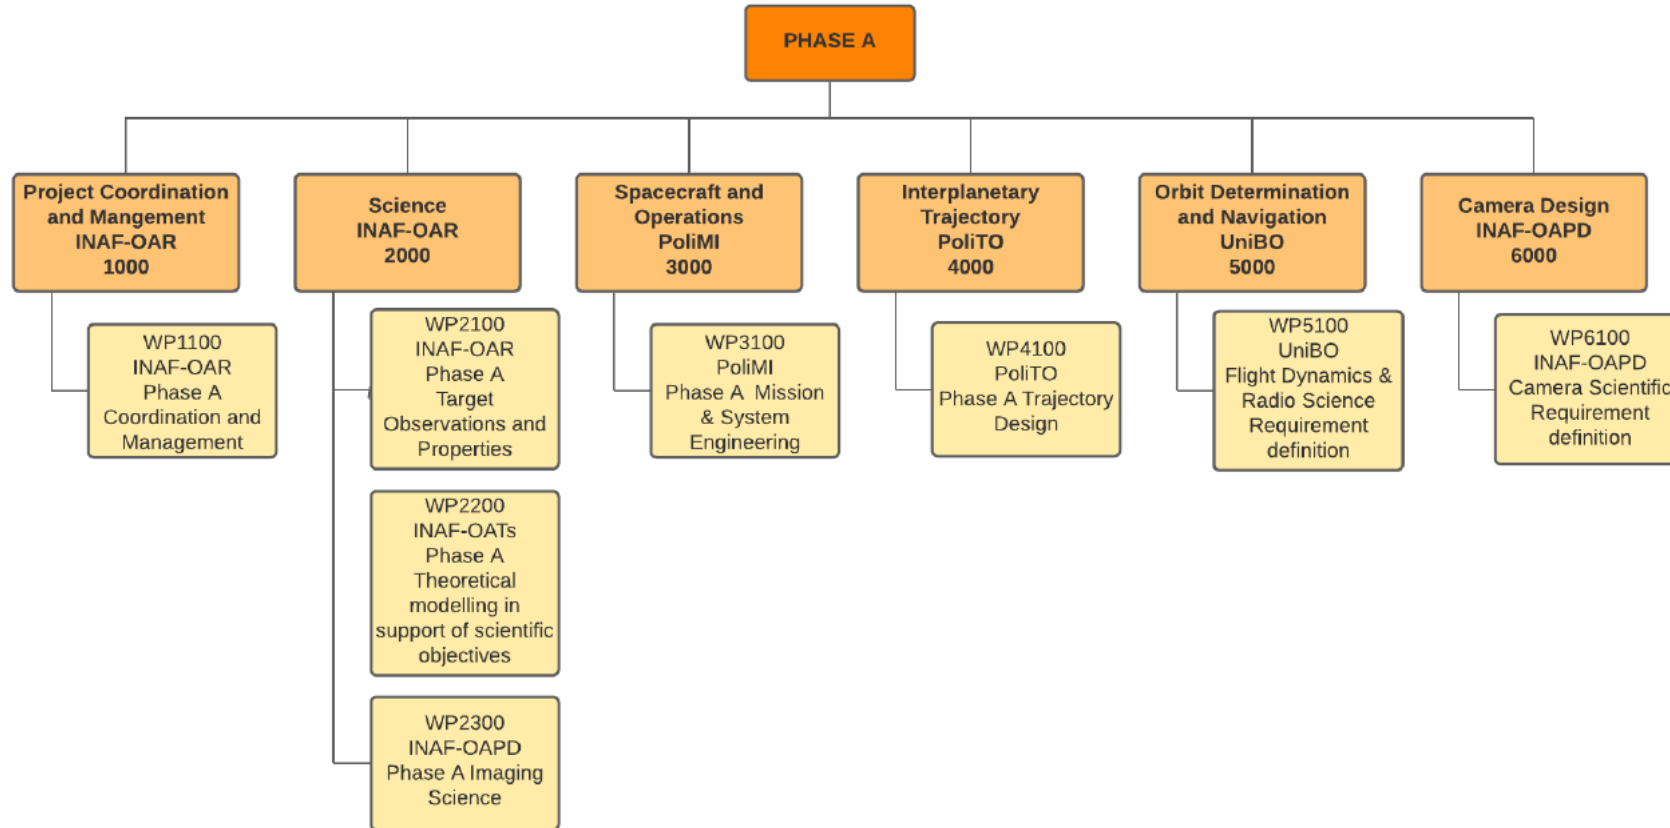 PHASE A
Project Coordination
and Mangement
INAF-OAR
1000
Science
INAF-OAR
2000
Spacecraft and
Operations
PoliMI
3000
Interplanetary
Trajectory
PoliTO
4000
Orbit Determination
and Navigation
UniBO
5000
Camera Design
INAF-OAPD
6000
WP1100
INAF-OAR
Phase A
Coordination and
Management
WP2100
INAF-OAR
Phase A
Target
Observations and
Properties
WP2200
INAF-OATs
Phase A
Theoretical
modelling in
support of scientific
objectives
WP2300
INAF-OAPD
Phase A Imaging
Science
WP3100
PoliMI
Phase A Mission
& System
Engineering
WP4100
PoliTO
Phase A Trajectory
Design
WP5100
UniBO
Flight Dynamics &
Radio Science
Requirement
definition
WP6100
INAF-OAPD
Camera Scientific
Requirement
definition